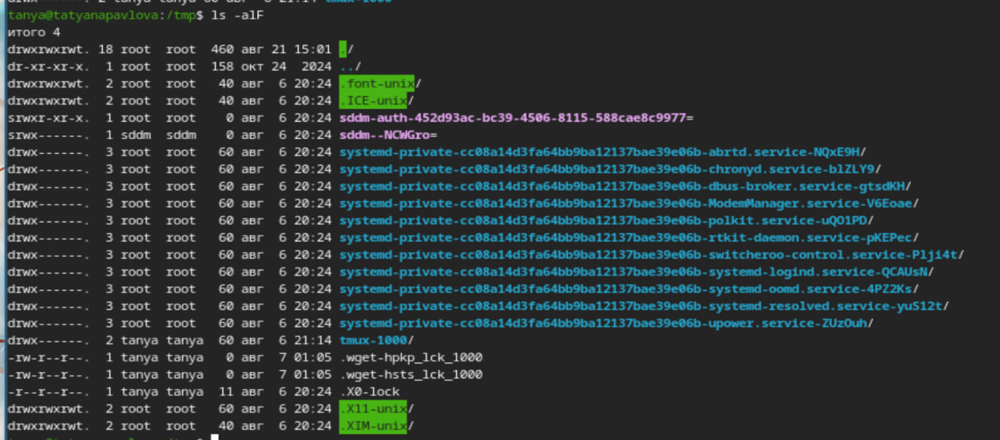 drwx------. 2 tanya tanya 60 авг 6 21:14 tmux-1000
tanya@tatyanapavlova:/tmp$ ls -alF
итого 4
drwxrwxrwt. 18 root root 460 авг 21 15:01 ./
dr-xr-xr-x. 1 root root 158 окт 24 2024 ../
drwxrwxrwt. 2 root root 40 авг 6 20:24 .font-unix/
drwxrwxrwt. 2 root root 40 авг 6 20:24 .ICE-unix/
srwxr-xr-x. 1 root root 0 авг 6 20:24 sddm-auth-452d93ac-bc39-4506-8115-588cae8c9977=
srwx------. 1 sddm sddm 0 авг 6 20:24 sddm--NCWGro=
drwx------. 3 root root 60 авг 6 20:24 systemd-private-cc08a14d3fa64bb9ba12137bae39e06b-abrtd.service-NQxE9H/
drwx------. 3 root root 60 авг 6 20:24 systemd-private-cc08a14d3fa64bb9ba12137bae39e06b-chronyd.service-blZLY9/
drwx------. 3 root root 60 авг 6 20:24 systemd-private-cc08a14d3fa64bb9ba12137bae39e06b-dbus-broker.service-gtsdKH/
drwx------. 3 root root 60 авг 6 20:24 systemd-private-cc08a14d3fa64bb9ba12137bae39e06b-ModemManager.service-V6Eoae/
drwx------. 3 root root 60 авг 6 20:24 systemd-private-cc08a14d3fa64bb9ba12137bae39e06b-polkit.service-uQO1PD/
drwx------. 3 root root 60 авг 6 20:24 systemd-private-cc08a14d3fa64bb9ba12137bae39e06b-rtkit-daemon.service-pKEPec/
drwx------. 3 root root 60 авг 6 20:24 systemd-private-cc08a14d3fa64bb9ba12137bae39e06b-switcheroo-control.service-Plji4t/
drwx------. 3 root root 60 авг 6 20:24 systemd-private-cc08a14d3fa64bb9ba12137bae39e06b-systemd-logind.service-QCAUsN/
drwx------. 3 root root 60 авг 6 20:24 systemd-private-cc08a14d3fa64bb9ba12137bae39e06b-systemd-oomd.service-4PZ2Ks/
drwx------. 3 root root 60 авг 6 20:24 systemd-private-cc08a14d3fa64bb9ba12137bae39e06b-systemd-resolved.service-yuS12t/
drwx------. 3 root root 60 авг 6 20:24 systemd-private-cc08a14d3fa64bb9ba12137bae39e06b-upower.service-ZUzOuh/
drwx------. 2 tanya tanya 60 авг 6 21:14 tmux-1000/
-rw-r--r--. 1 tanya tanya 0 авг 7 01:05 .wget-hpkp_lck_1000
-rw-r--r--. 1 tanya tanya 0 авг 7 01:05 .wget-hsts_lck_1000
-r--r--r--. 1 tanya tanya 11 авг 6 20:24 .X0-lock
drwxrwxrwt. 2 root root 60 авг 6 20:24 .X11-unix/
drwxrwxrwt. 2 root root 40 авг 6 20:24 .XIM-unix/